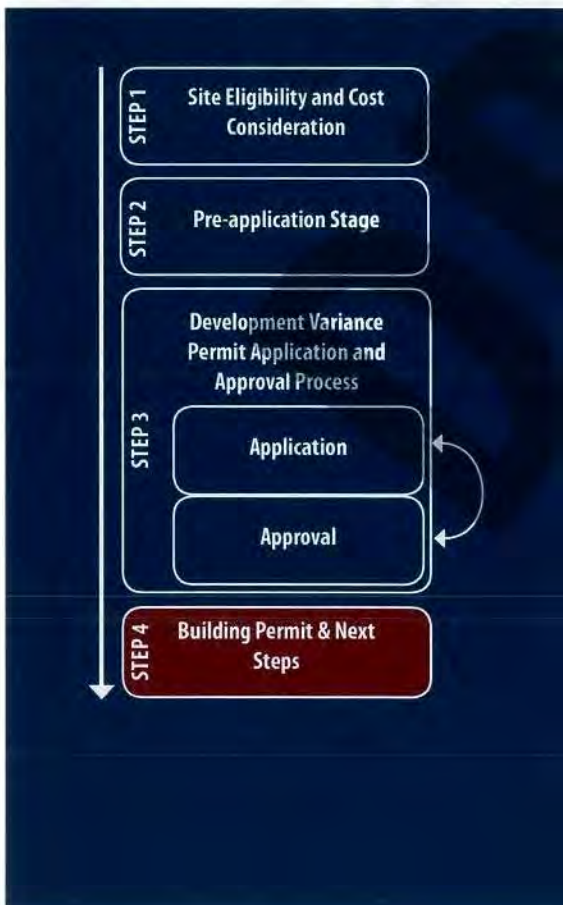 STEP 1
Site Eligibility and Cost
Consideration
STEP 2
Pre-application Stage
STEP 3
Development Variance
Permit Application and
Approval Process
Application
Approval
STEP 4
Building Permit & Next
Steps